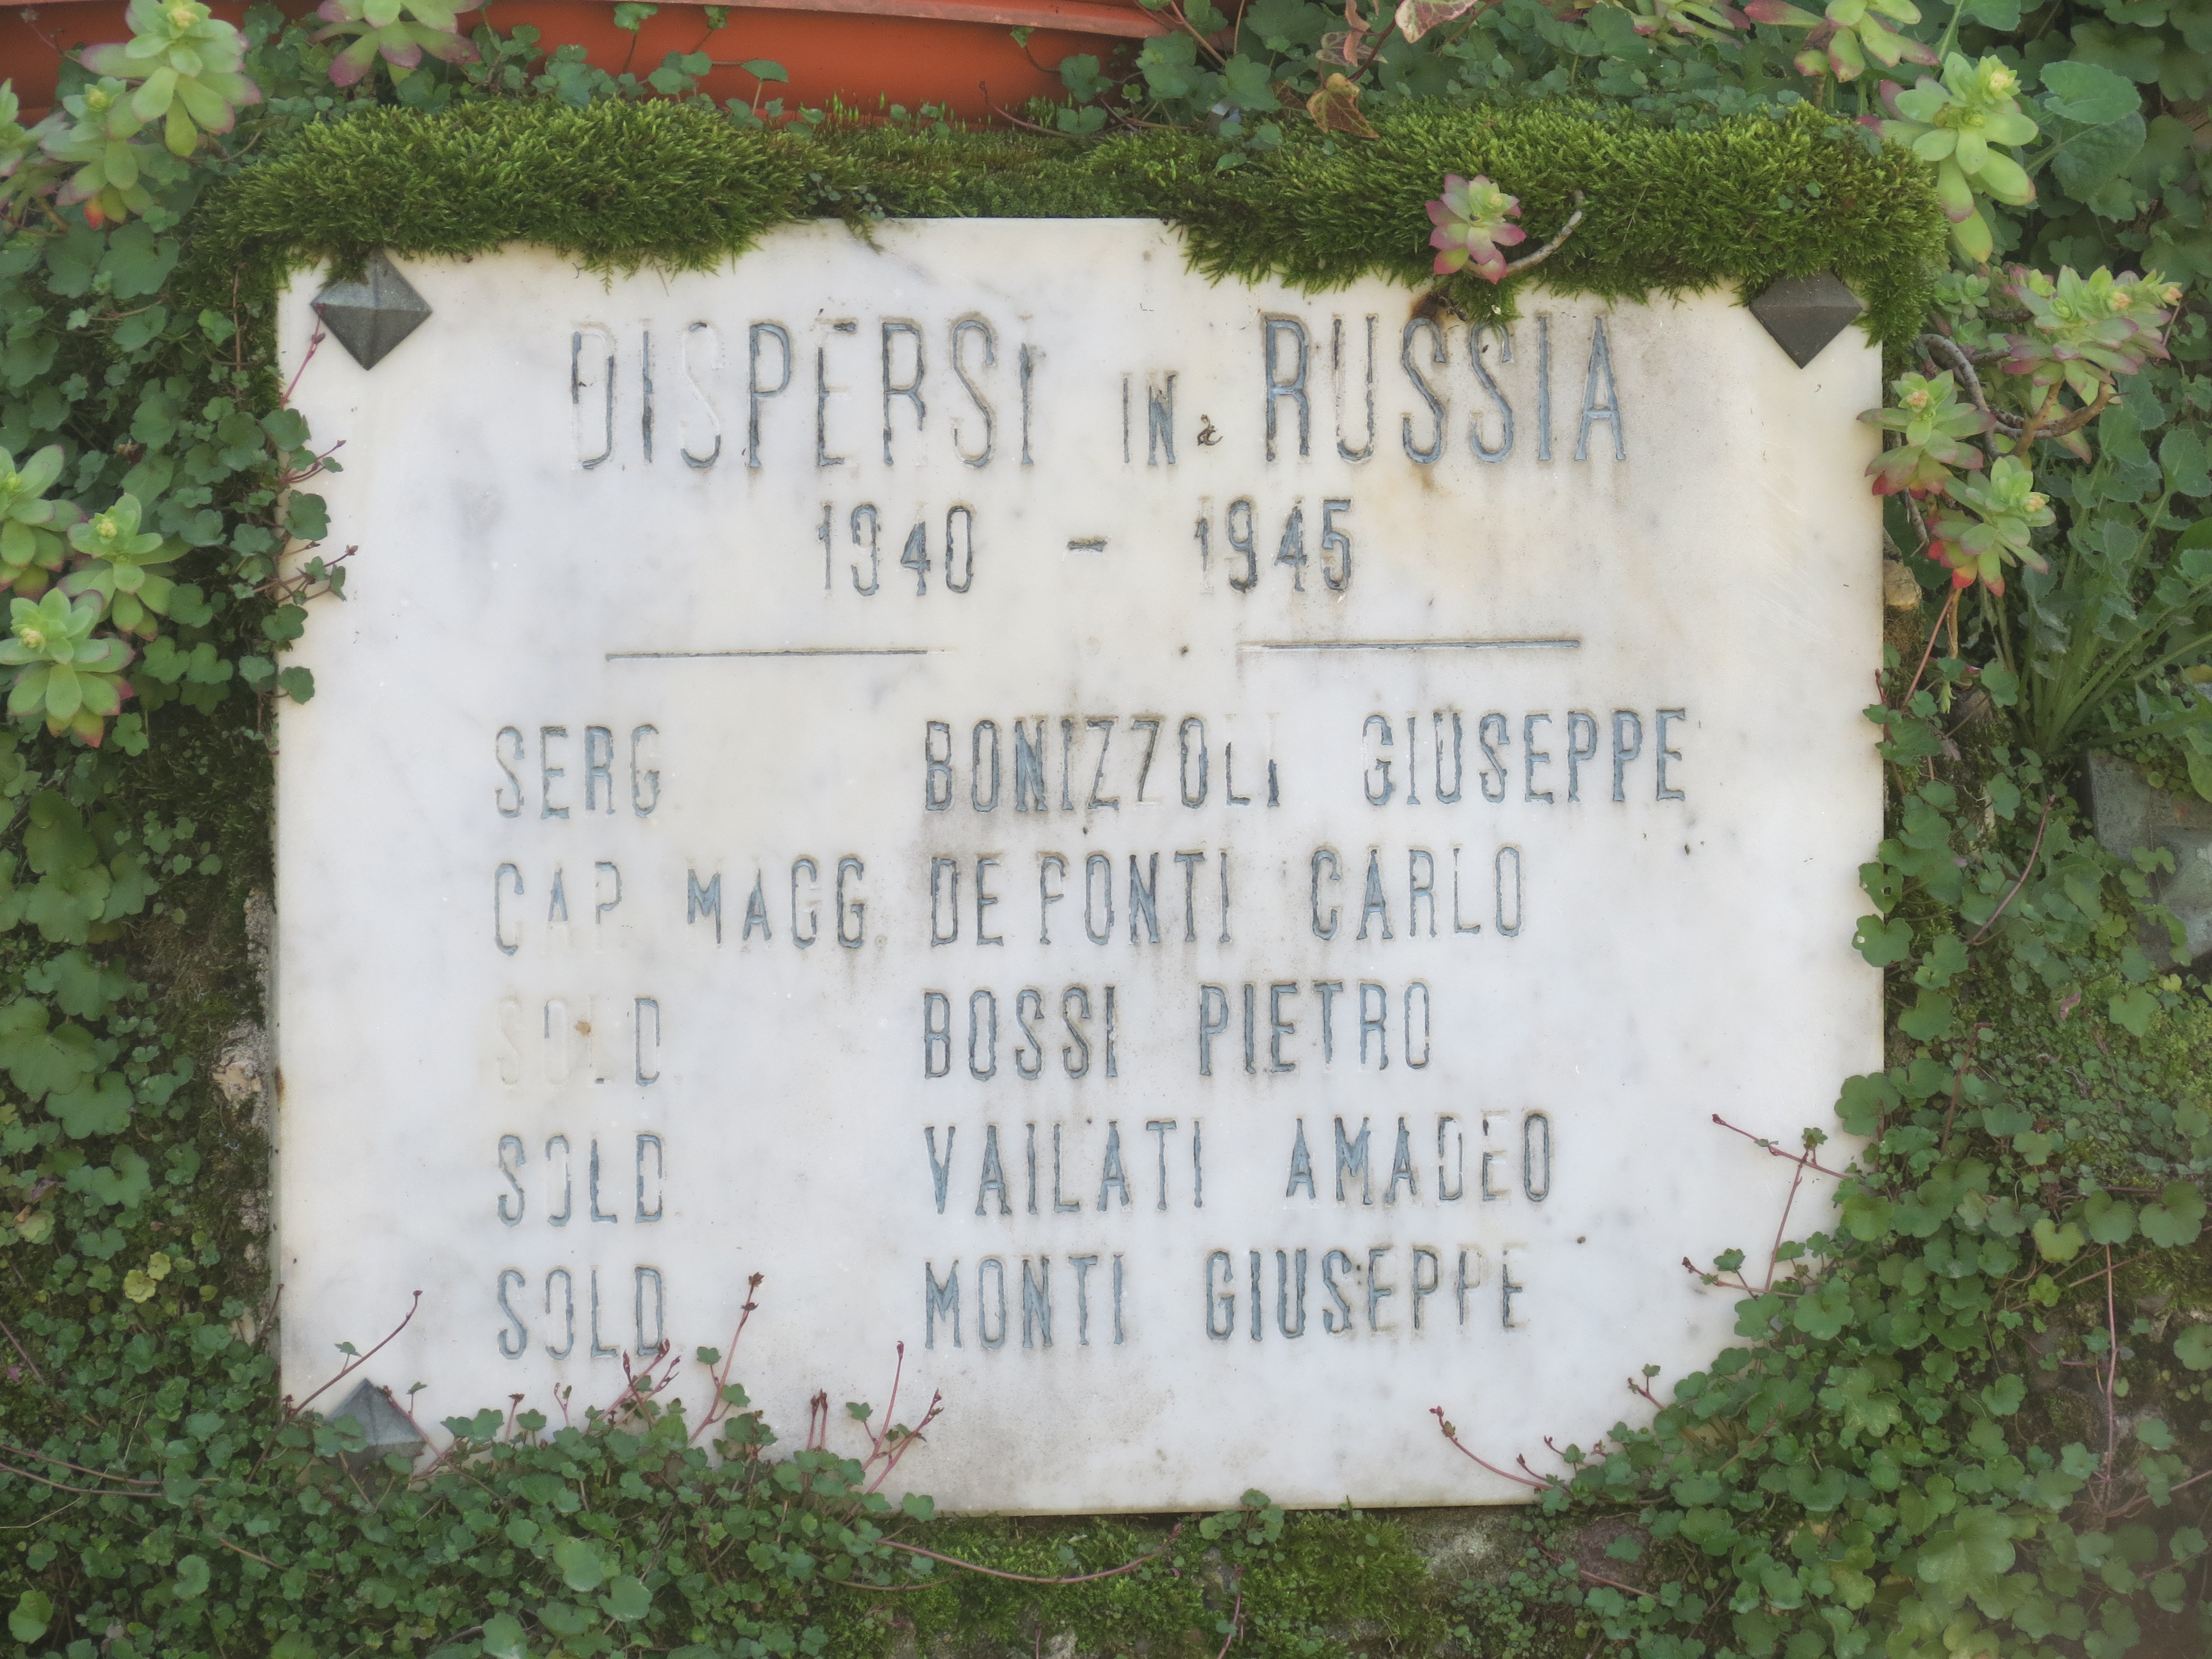 DISPERSI IN RUSSIA
1940 - 1945
SERG BONIZZOLI GIUSEPPE
CAP. MAGG DE PONTI CARLO
SOLD BOSSI PIETRO
SOLD VAILATI AMADEO
SOLD MONTI GIUSEPPE